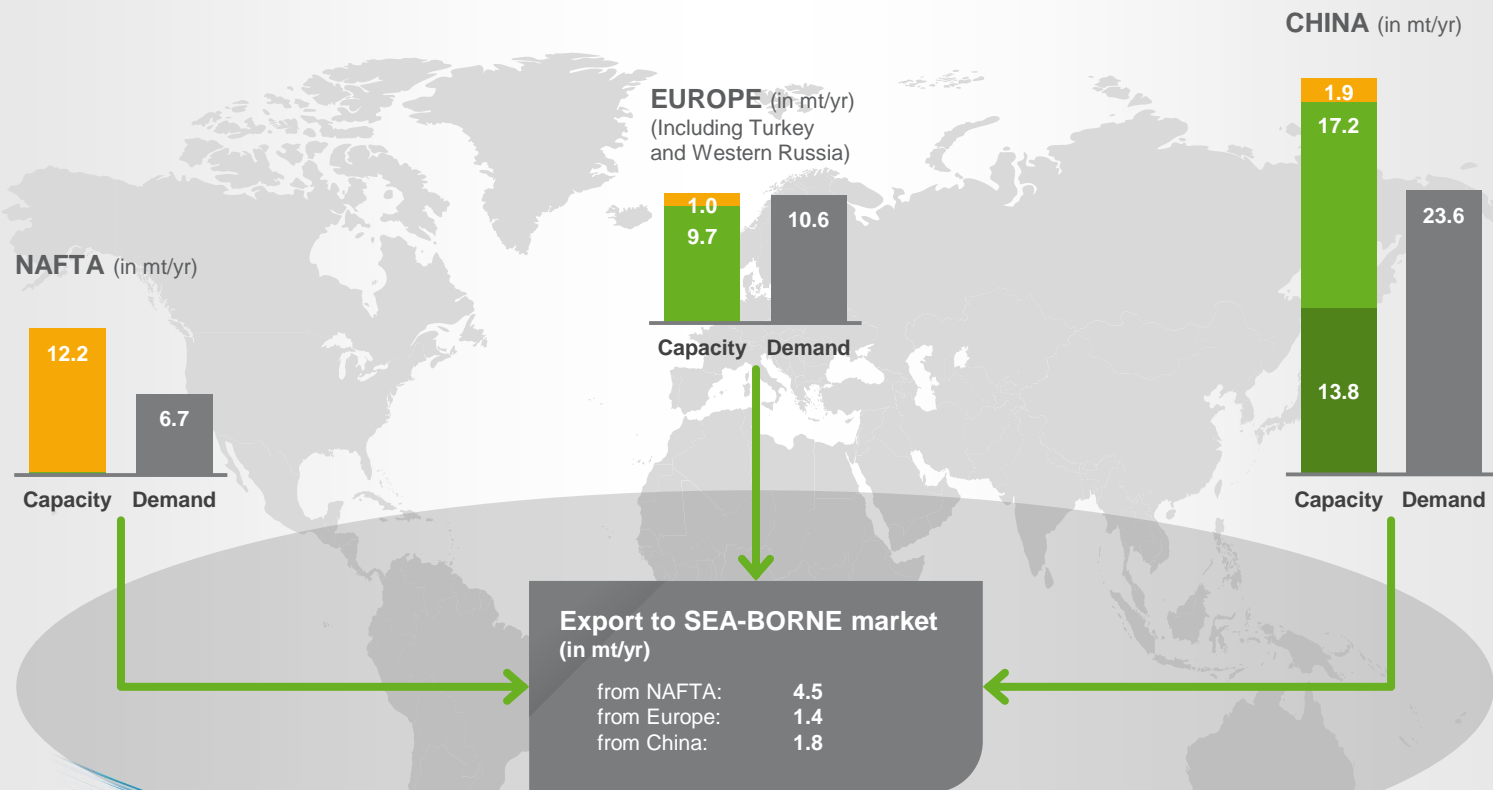 CHINA (in mt/yr)
1.9
17.2
13.8
23.6
Capacity Demand
EUROPE (in mt/yr)
(Including Turkey
and Western Russia)
1.0
9.7
10.6
Capacity Demand
NAFTA (in mt/yr)
12.2
6.7
Capacity Demand
Export to SEA-BORNE market
(in mt/yr)
from NAFTA: 4.5
from Europe: 1.4
from China: 1.8